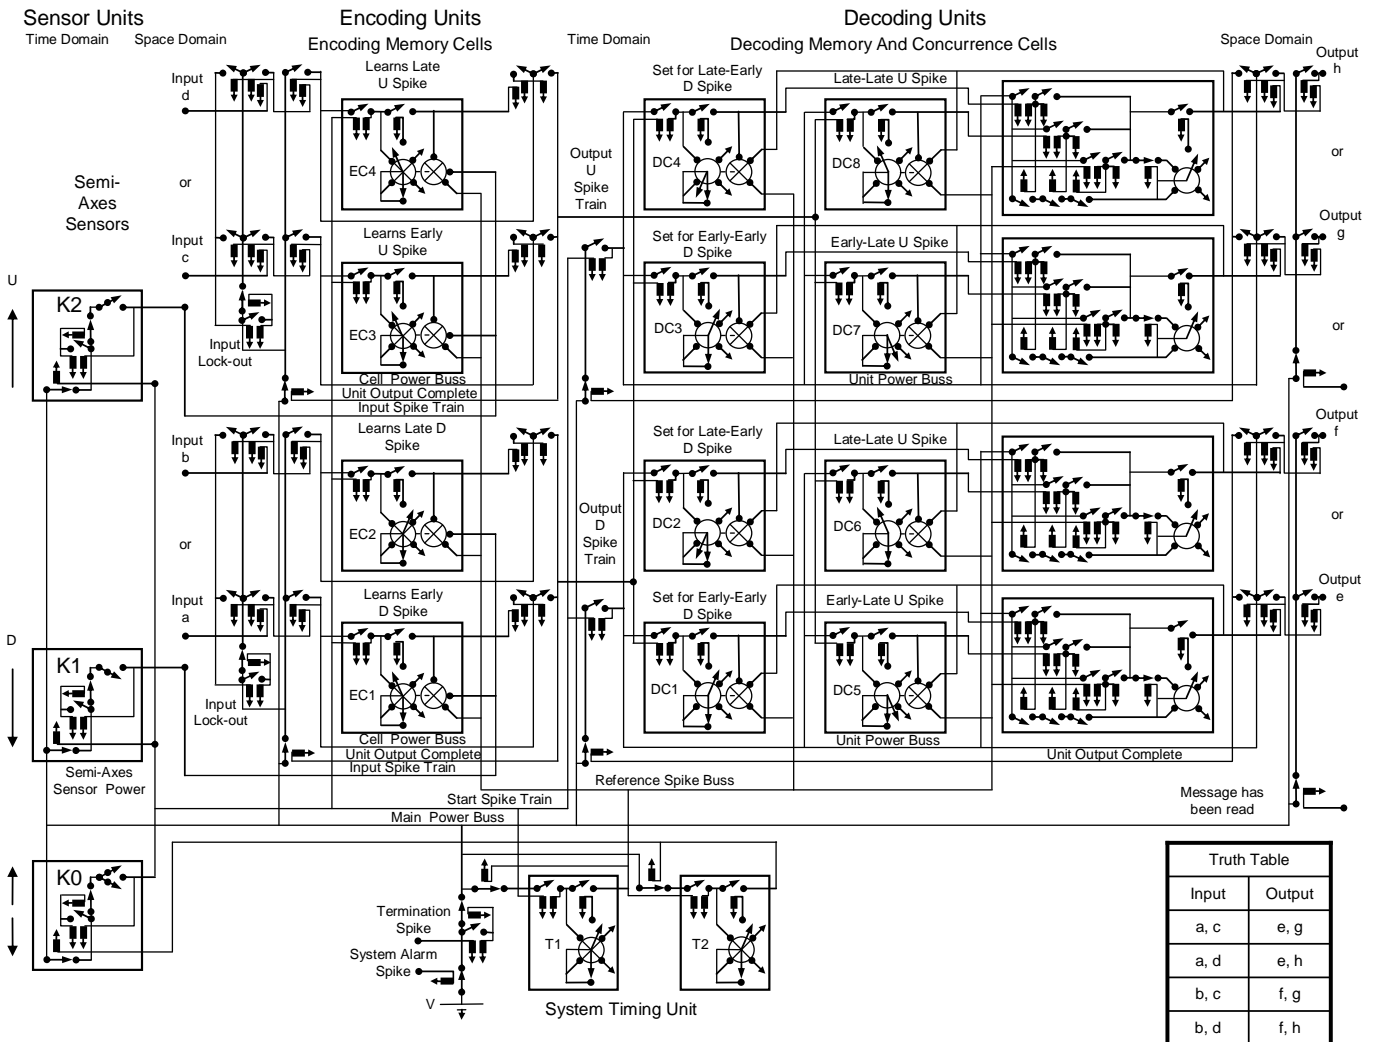 Sensor Units
Encoding Units
Decoding Units
Time Domain
Space Domain
Encoding Memory Cells
Time Domain
Decoding Memory And Concurrence Cells
Space Domain
Output
h
Input
d
Learns Late
U Spike
Set for Late-Early
D Spike
Late-Late U Spike
EC4
DC4
DC8
Semi-
Axes
Sensors
or
Output
U
Spike
Train
or
Input
c
Learns Early
U Spike
Set for Early-Early
D Spike
Early-Late U Spike
Output
g
U
K2
Input
Lock-out
EC3
DC3
DC7
or
Cell Power Buss
Unit Output Complete
Input Spike Train
Unit Power Buss
Input
b
Learns Late D
Spike
Set for Late-Early
D Spike
Late-Late U Spike
Output
f
EC2
DC2
DC6
or
Output
D
Spike
Train
or
Input
a
Learns Early
D Spike
Set for Early-Early
D Spike
Early-Late U Spike
Output
e
D
K1
Input
Lock-out
EC1
DC1
DC5
Cell Power Buss
Unit Output Complete
Input Spike Train
Unit Power Buss
Unit Output Complete
Semi-Axes
Sensor Power
Reference Spike Buss
Start Spike Train
Main Power Buss
Message has
been read
K0
Termination
Spike
System Alarm
Spike
V
T1
T2
System Timing Unit
Truth Table
Input Output
a, c e, g
a, d e, h
b, c f, g
b, d f, h